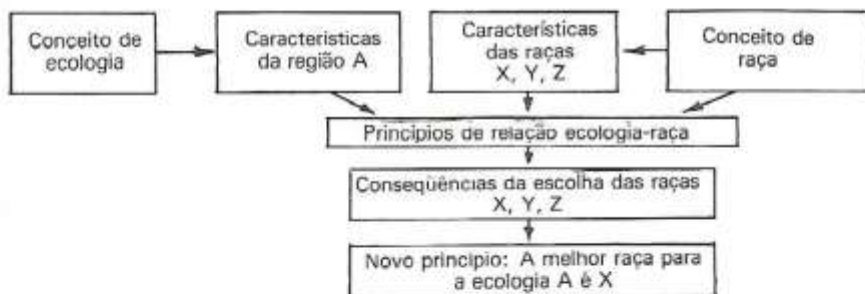 Conceito de
ecologia
Características
da região A
Características
das raças
X, Y, Z
Conceito de
raça
Princípios de relação ecologia-raça
Conseqüências da escolha das raças
X, Y, Z
Novo princípio: A melhor raça para
a ecologia A é X